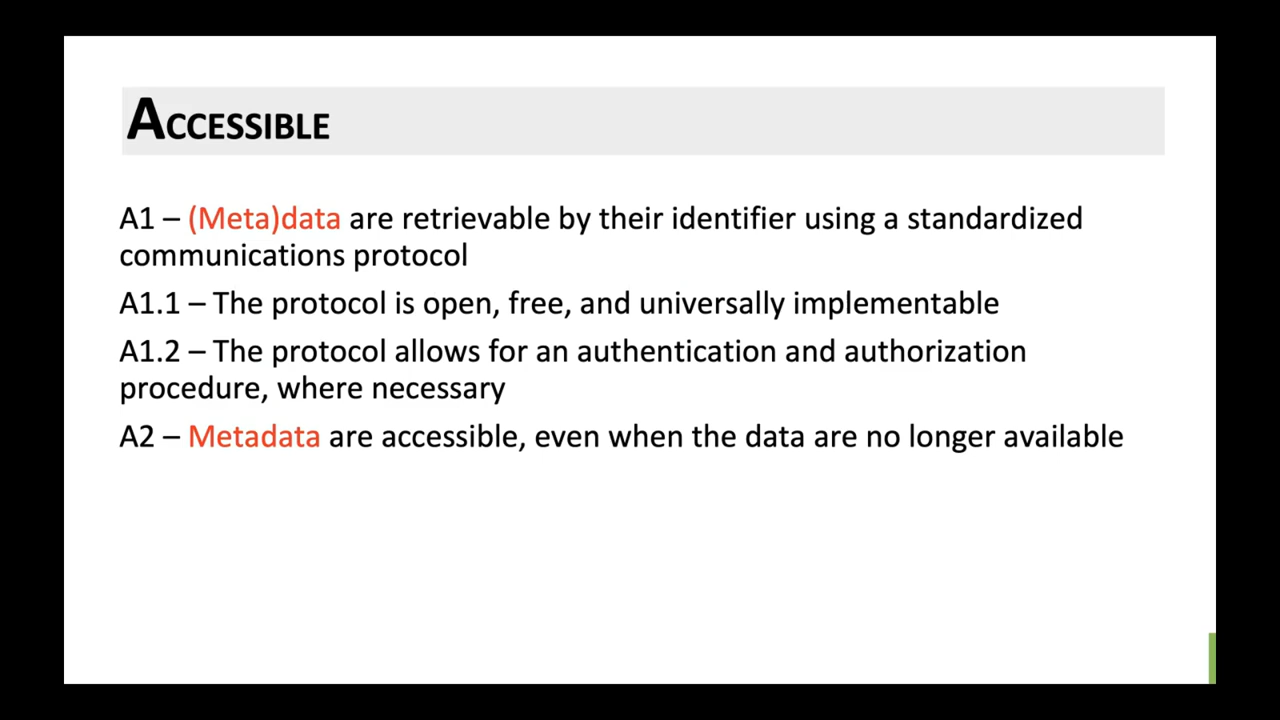 ACCESSIBLE
A1 – (Meta)data are retrievable by their identifier using a standardized
communications protocol
A1.1 – The protocol is open, free, and universally implementable
A1.2 – The protocol allows for an authentication and authorization
procedure, where necessary
A2 – Metadata are accessible, even when the data are no longer available